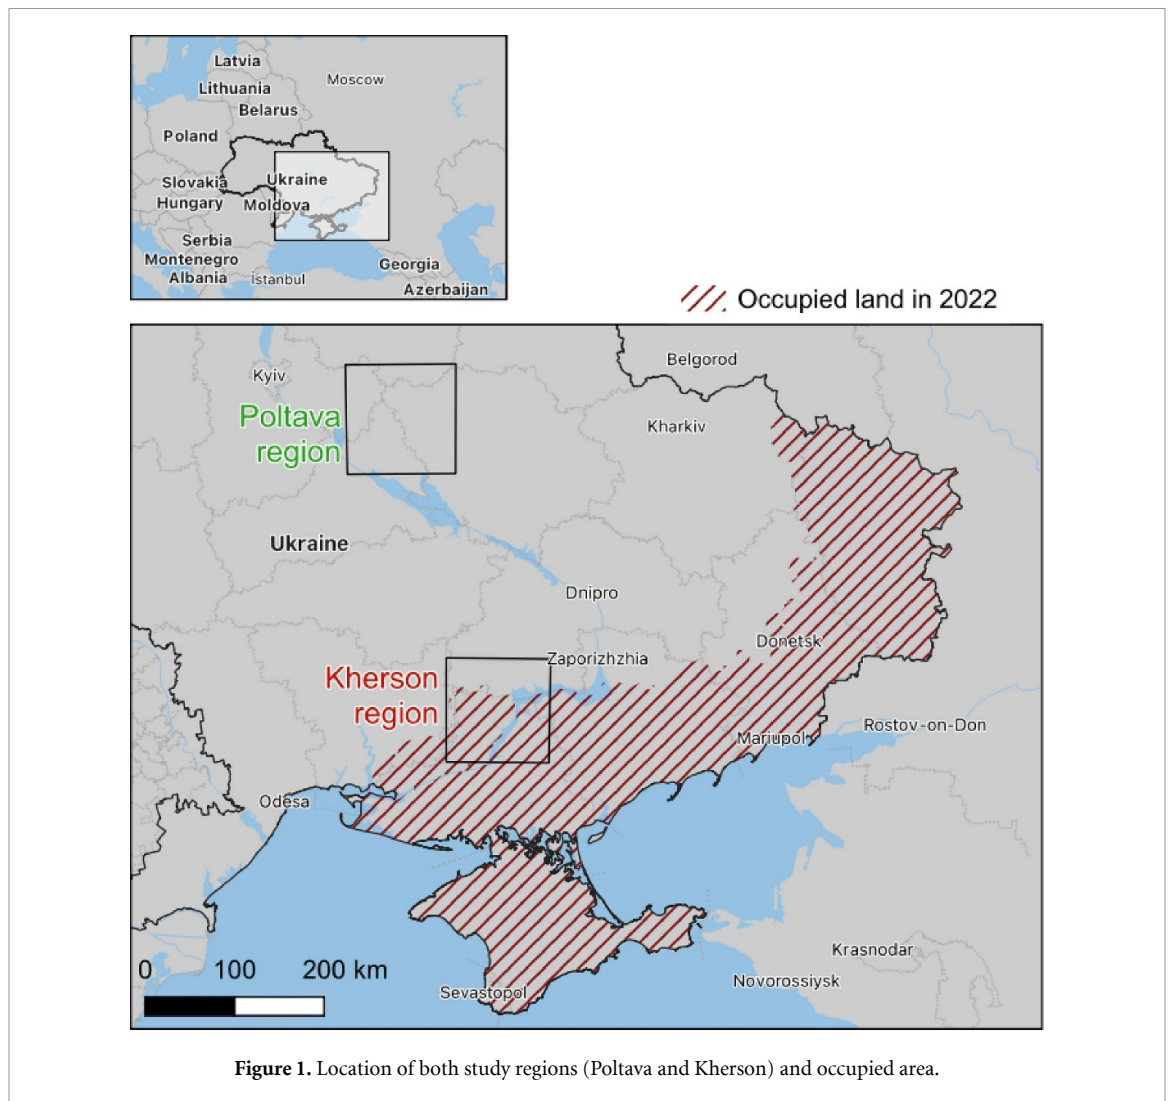 Latvia
Moscow
Lithuania
Belarus
Poland
Slovakia
Ukraine
Hungary
Moldova
Serbia
Montenegro
Georgia
Albania
İstanbul
Azerbaijan
Occupied land in 2022
Belgorod
Kyiv
Poltava
region
Kharkiv
Ukraine
Dnipro
Donetsk
Zaporizhzhia
Kherson
region
Rostov-on-Don
Mariupol
Odesa
Krasnodar
0 100 200 km
Novorossiysk
Sevastopol
Figure 1. Location of both study regions (Poltava and Kherson) and occupied area.